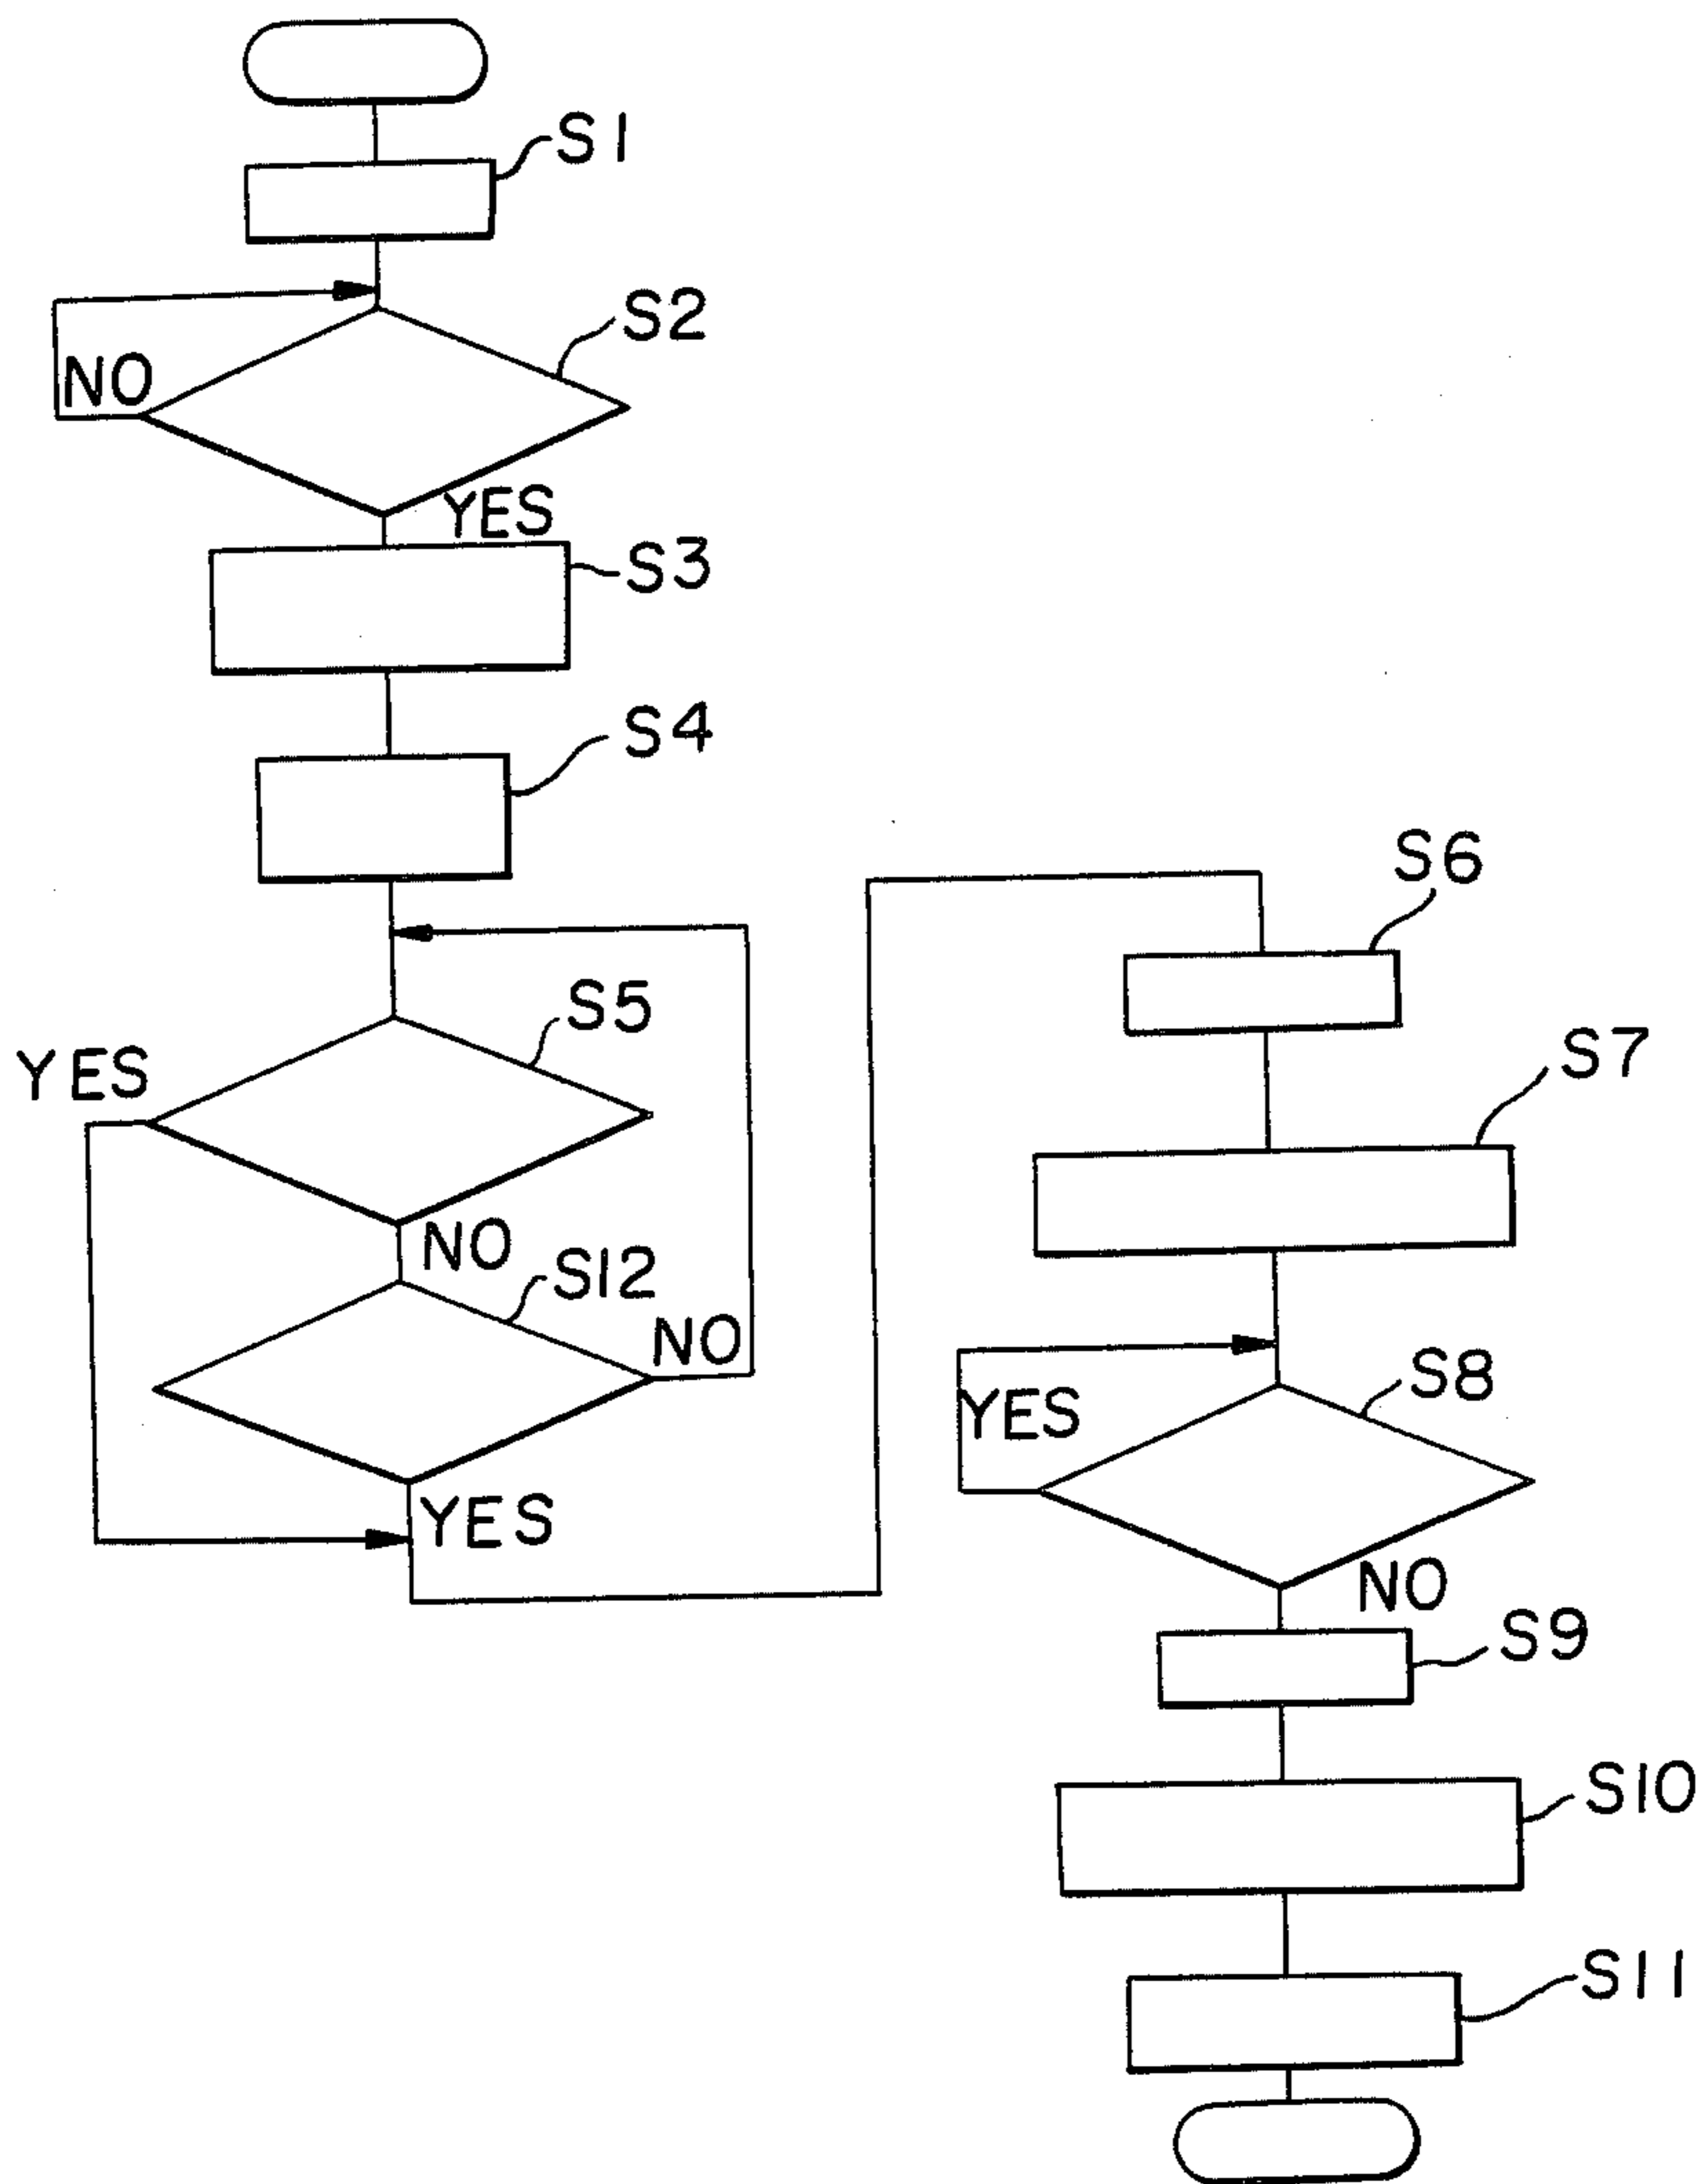 S1
S2
NO
YES
S3
S4
S5
YES
NO
S12
NO
YES
S6
S7
S8
YES
NO
S9
S10
S11